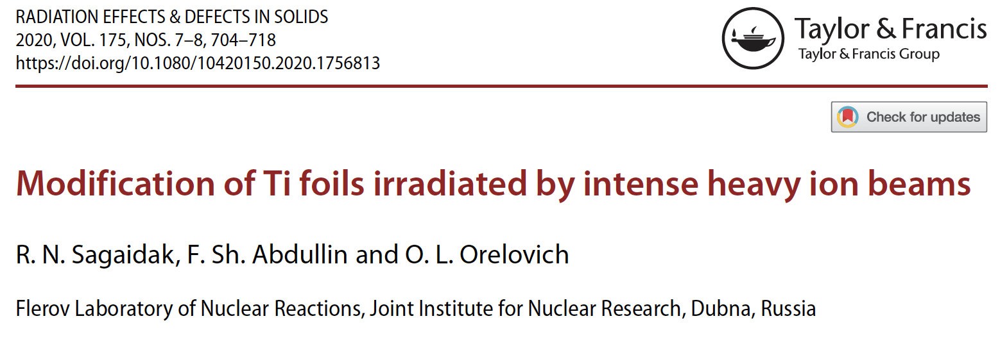 RADIATION EFFECTS & DEFECTS IN SOLIDS
2020, VOL. 175, NOS. 7–8, 704–718
https://doi.org/10.1080/10420150.2020.1756813
Taylor & Francis
Taylor & Francis Group
Check for updates
Modification of Ti foils irradiated by intense heavy ion beams
R. N. Sagaidak, F. Sh. Abdullin and O. L. Orelovich
Flerov Laboratory of Nuclear Reactions, Joint Institute for Nuclear Research, Dubna, Russia